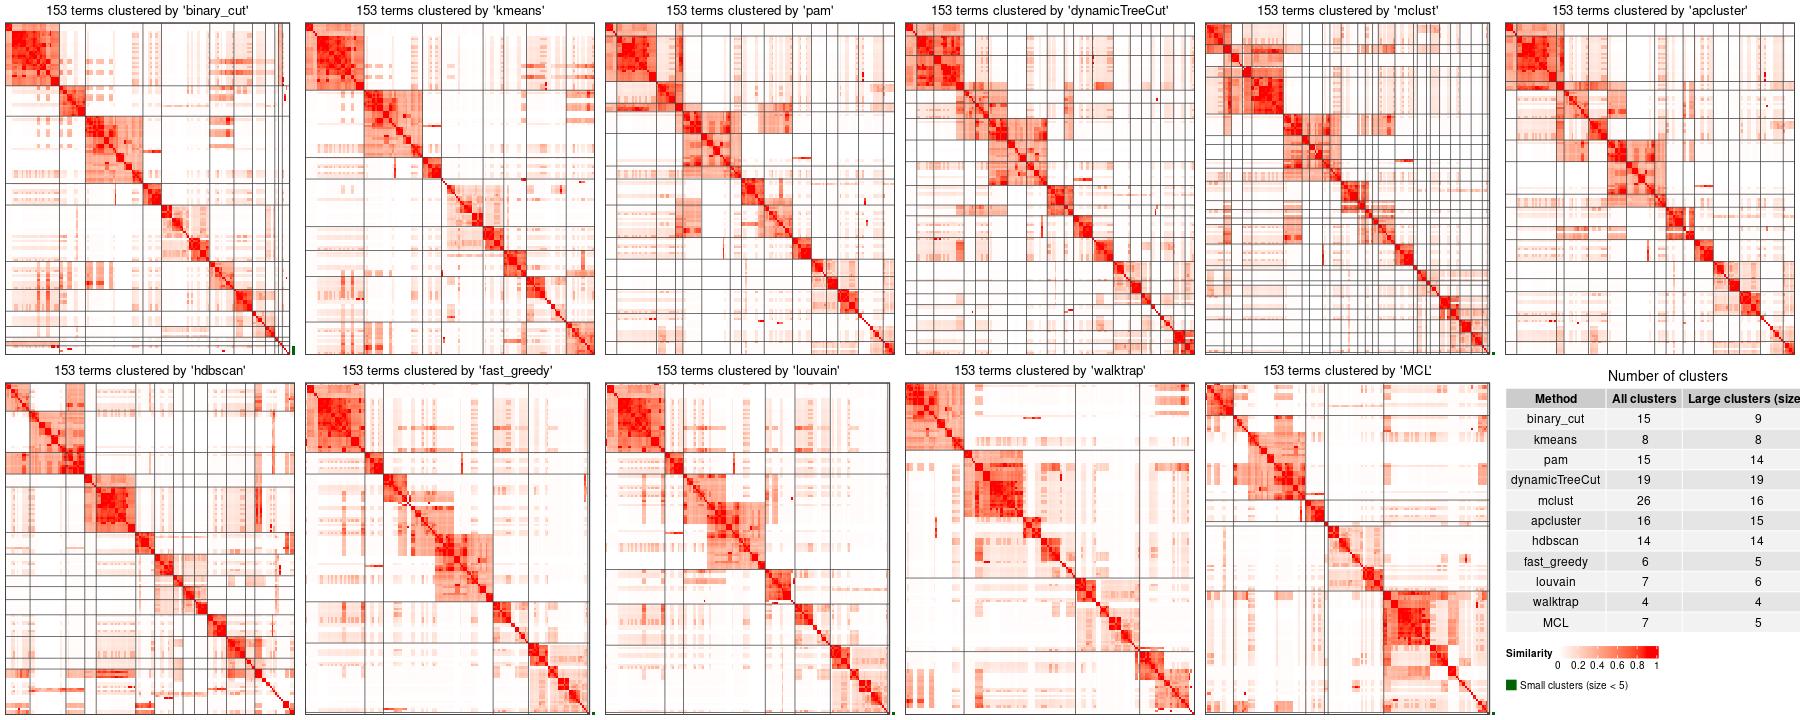 153 terms clustered by 'binary_cut'
153 terms clustered by 'kmeans'
153 terms clustered by 'pam'
153 terms clustered by 'dynamicTreeCut'
153 terms clustered by 'mclust'
153 terms clustered by 'apcluster'
153 terms clustered by 'hdbscan'
153 terms clustered by 'fast_greedy'
153 terms clustered by 'louvain'
153 terms clustered by 'walktrap'
153 terms clustered by 'MCL'
Number of clusters
Method All clusters Large clusters (size
binary_cut 15 9
kmeans 8 8
pam 15 14
dynamicTreeCut 19 19
mclust 26 16
apcluster 16 15
hdbscan 14 14
fast_greedy 6 5
louvain 7 6
walktrap 4 4
MCL 7 5
Similarity
0 0.2 0.4 0.6 0.8 1
Small clusters (size < 5)